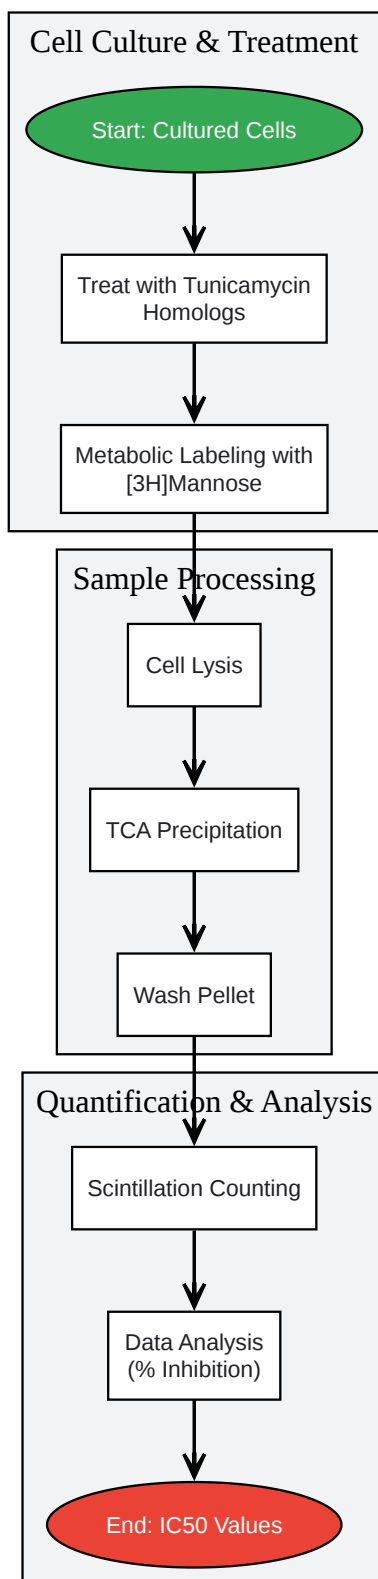 Cell Culture & Treatment
Start: Cultured Cells
Treat with Tunicamycin
Homologs
Metabolic Labeling with
[3H]Mannose
Sample Processing
Cell Lysis
TCA Precipitation
Wash Pellet
Quantification & Analysis
Scintillation Counting
Data Analysis
(% Inhibition)
End: IC50 Values